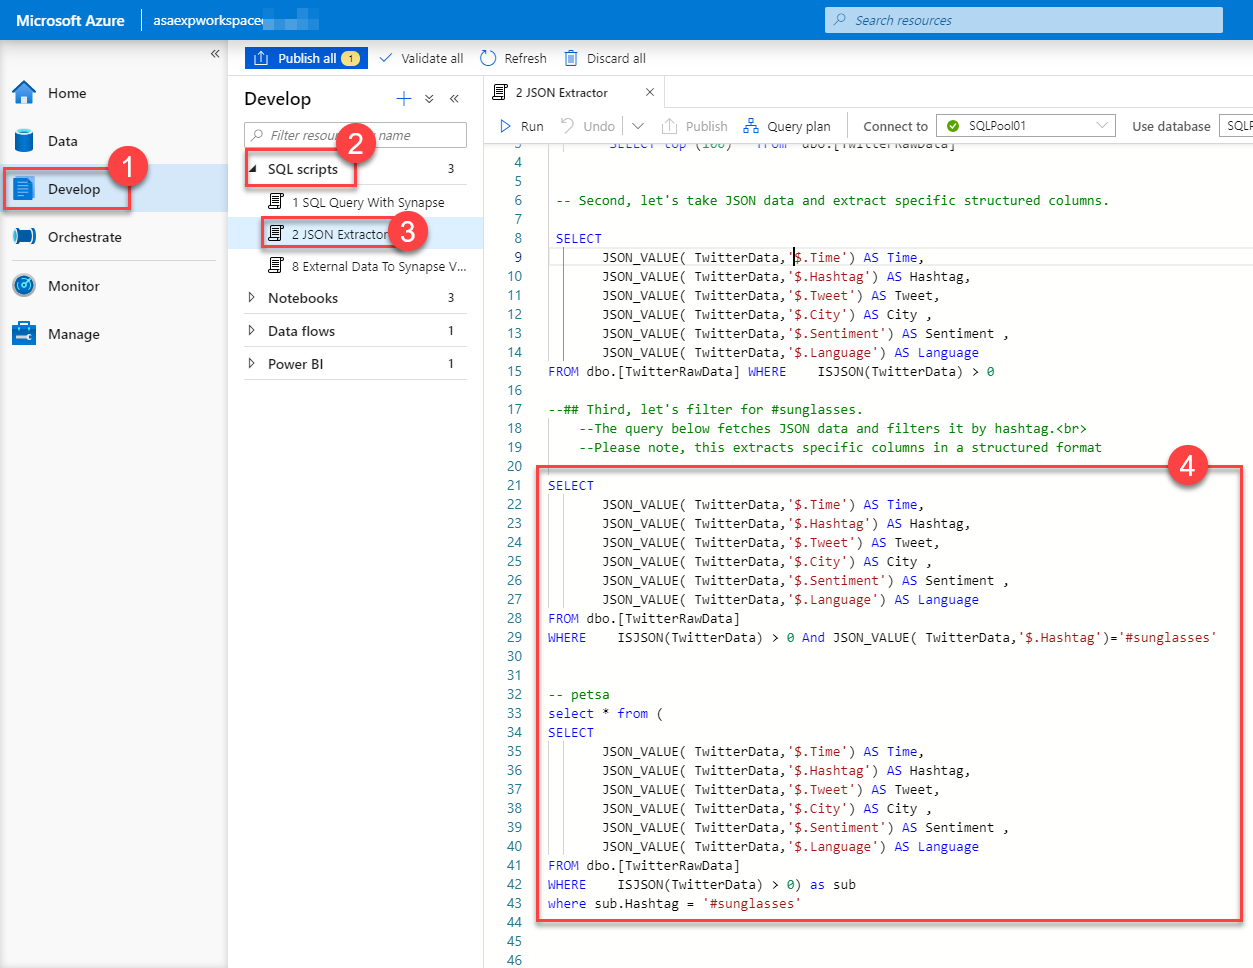 Microsoft Azure
asaexpworkspace
Search resources
«
Publish all 1
Validate all
Refresh
Discard all
Home
Data
Develop
Orchestrate
Monitor
Manage
1
Develop
Filter name
2
SQL scripts 3
1 SQL Query With Synapse
2 JSON Extractor
3
8 External Data To Synapse V...
Notebooks 3
Data flows 1
Power BI 1
2 JSON Extractor
Run
Undo
Publish
Query plan
Connect to
SQLPool01
Use database
SQLF
3 SELECT top (100) * from dbo.[TwitterRawData]
4
5
6 -- Second, let's take JSON data and extract specific structured columns.
7
8 SELECT
9 JSON_VALUE( TwitterData,'$.Time') AS Time,
10 JSON_VALUE( TwitterData,'$.Hashtag') AS Hashtag,
11 JSON_VALUE( TwitterData,'$.Tweet') AS Tweet,
12 JSON_VALUE( TwitterData,'$.City') AS City ,
13 JSON_VALUE( TwitterData,'$.Sentiment') AS Sentiment ,
14 JSON_VALUE( TwitterData,'$.Language') AS Language
15 FROM dbo.[TwitterRawData] WHERE ISJSON(TwitterData) > 0
16
17 --## Third, let's filter for #sunglasses.
18 --The query below fetches JSON data and filters it by hashtag.<br>
19 --Please note, this extracts specific columns in a structured format
20
4
21 SELECT
22 JSON_VALUE( TwitterData,'$.Time') AS Time,
23 JSON_VALUE( TwitterData,'$.Hashtag') AS Hashtag,
24 JSON_VALUE( TwitterData,'$.Tweet') AS Tweet,
25 JSON_VALUE( TwitterData,'$.City') AS City ,
26 JSON_VALUE( TwitterData,'$.Sentiment') AS Sentiment ,
27 JSON_VALUE( TwitterData,'$.Language') AS Language
28 FROM dbo.[TwitterRawData]
29 WHERE ISJSON(TwitterData) > 0 And JSON_VALUE( TwitterData,'$.Hashtag')='#sunglasses'
30
31
32 -- petsa
33 select * from (
34 SELECT
35 JSON_VALUE( TwitterData,'$.Time') AS Time,
36 JSON_VALUE( TwitterData,'$.Hashtag') AS Hashtag,
37 JSON_VALUE( TwitterData,'$.Tweet') AS Tweet,
38 JSON_VALUE( TwitterData,'$.City') AS City ,
39 JSON_VALUE( TwitterData,'$.Sentiment') AS Sentiment ,
40 JSON_VALUE( TwitterData,'$.Language') AS Language
41 FROM dbo.[TwitterRawData]
42 WHERE ISJSON(TwitterData) > 0) as sub
43 where sub.Hashtag = '#sunglasses'
44
45
46